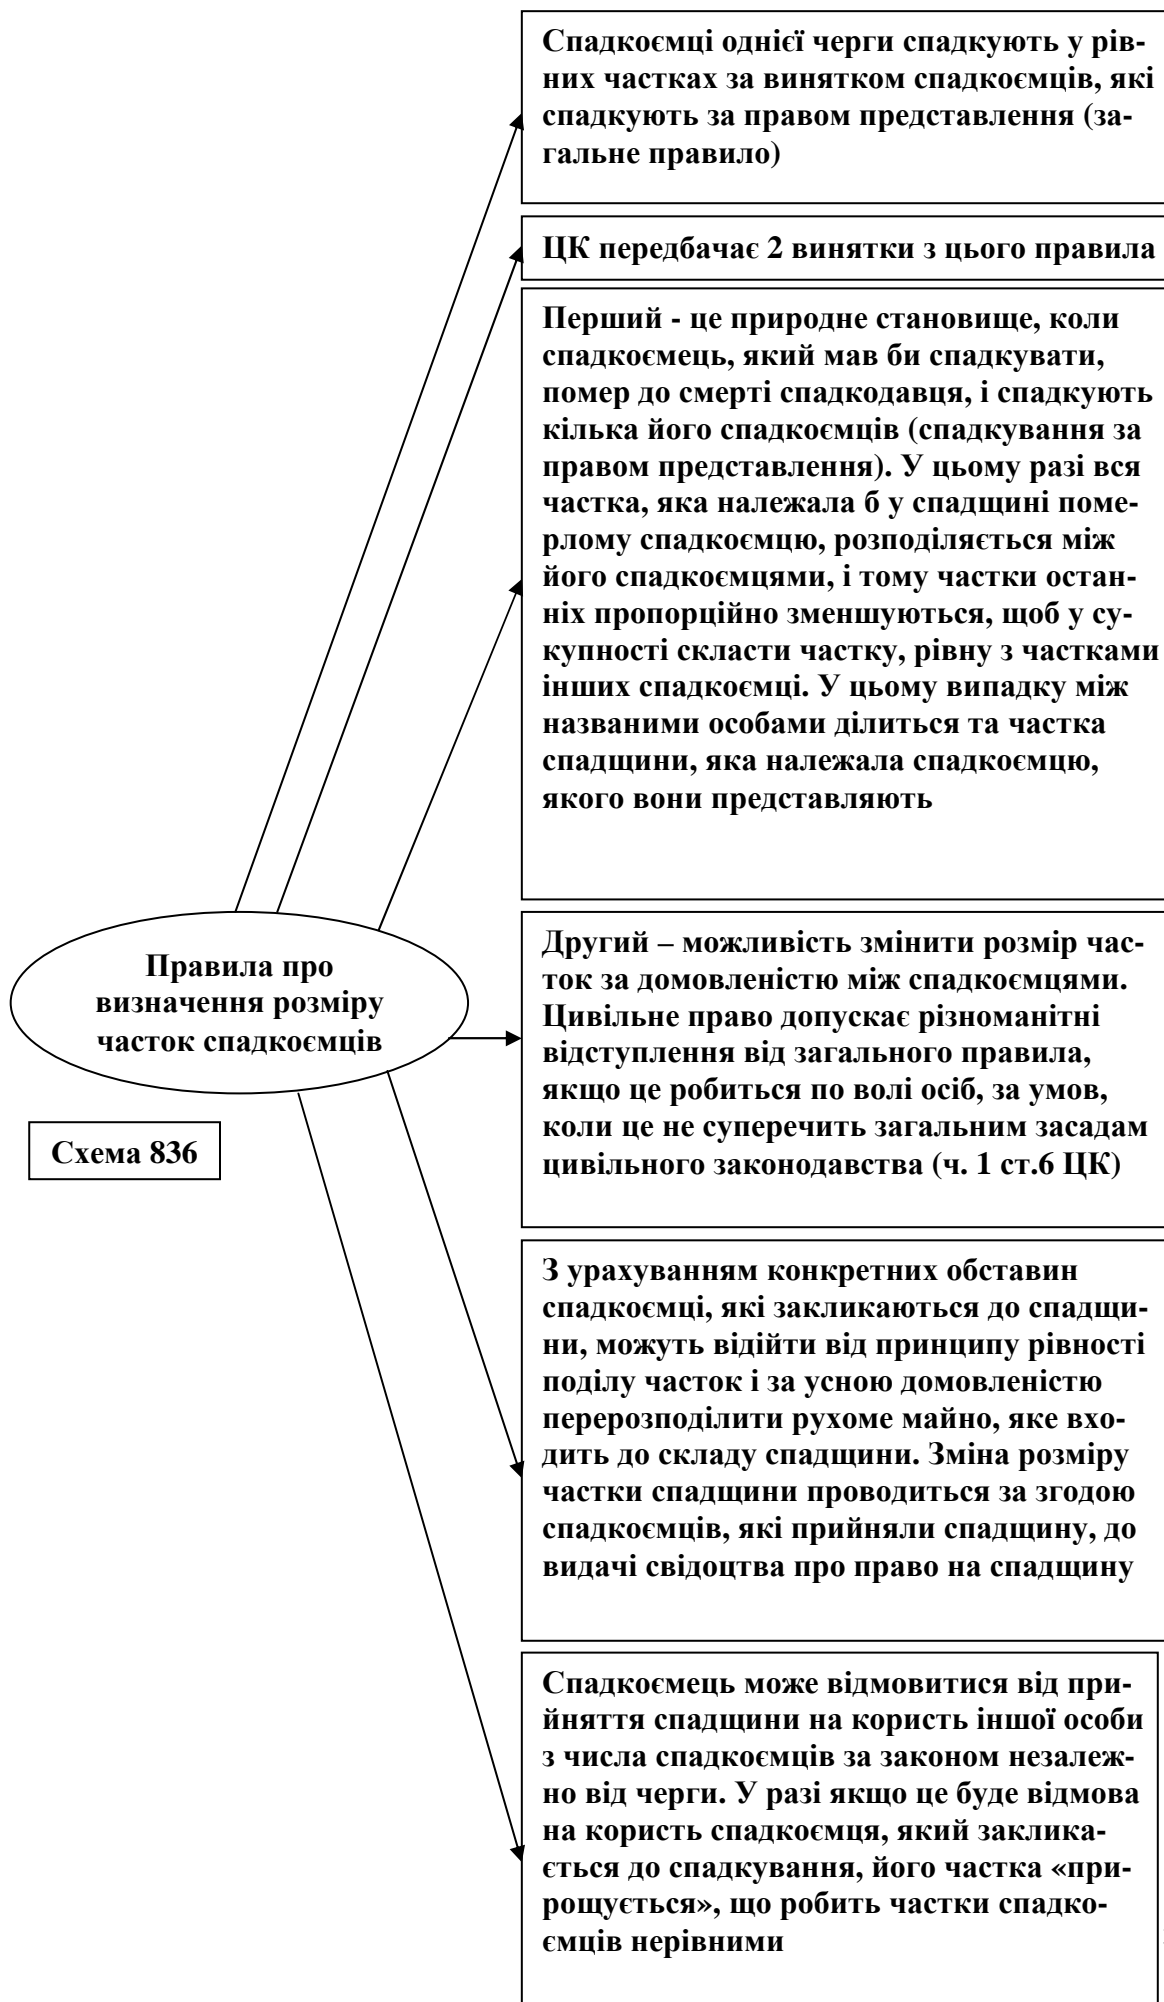 Спадкоємці однієї черги спадкують у рів-
них частках за винятком спадкоємців, які
спадкують за правом представлення (за-
гальне правило)
ЦК передбачає 2 винятки з цього правила
Перший - це природне становище, коли
спадкоємець, який мав би спадкувати,
помер до смерті спадкодавця, і спадкують
кілька його спадкоємців (спадкування за
правом представлення). У цьому разі вся
частка, яка належала б у спадщині поме-
рлому спадкоємцю, розподіляється між
його спадкоємцями, і тому частки остан-
ніх пропорційно зменшуються, щоб у су-
купності скласти частку, рівну з частками
інших спадкоємці. У цьому випадку між
названими особами ділиться та частка
спадщини, яка належала спадкоємцю,
якого вони представляють
Правила про
визначення розміру
часток спадкоємців
Схема 836
Другий – можливість змінити розмір час-
ток за домовленістю між спадкоємцями.
Цивільне право допускає різноманітні
відступлення від загального правила,
якщо це робиться по волі осіб, за умов,
коли це не суперечить загальним засадам
цивільного законодавства (ч. 1 ст.6 ЦК)
З урахуванням конкретних обставин
спадкоємці, які закликаються до спадщи-
ни, можуть відійти від принципу рівності
поділу часток і за усною домовленістю
перерозподілити рухоме майно, яке вхо-
дить до складу спадщини. Зміна розміру
частки спадщини проводиться за згодою
спадкоємців, які прийняли спадщину, до
видачі свідоцтва про право на спадщину
Спадкоємець може відмовитися від при-
йняття спадщини на користь іншої особи
з числа спадкоємців за законом незалеж-
но від черги. У разі якщо це буде відмова
на користь спадкоємця, який заклика-
ється до спадкування, його частка «при-
рощується», що робить частки спадко-
ємців нерівними